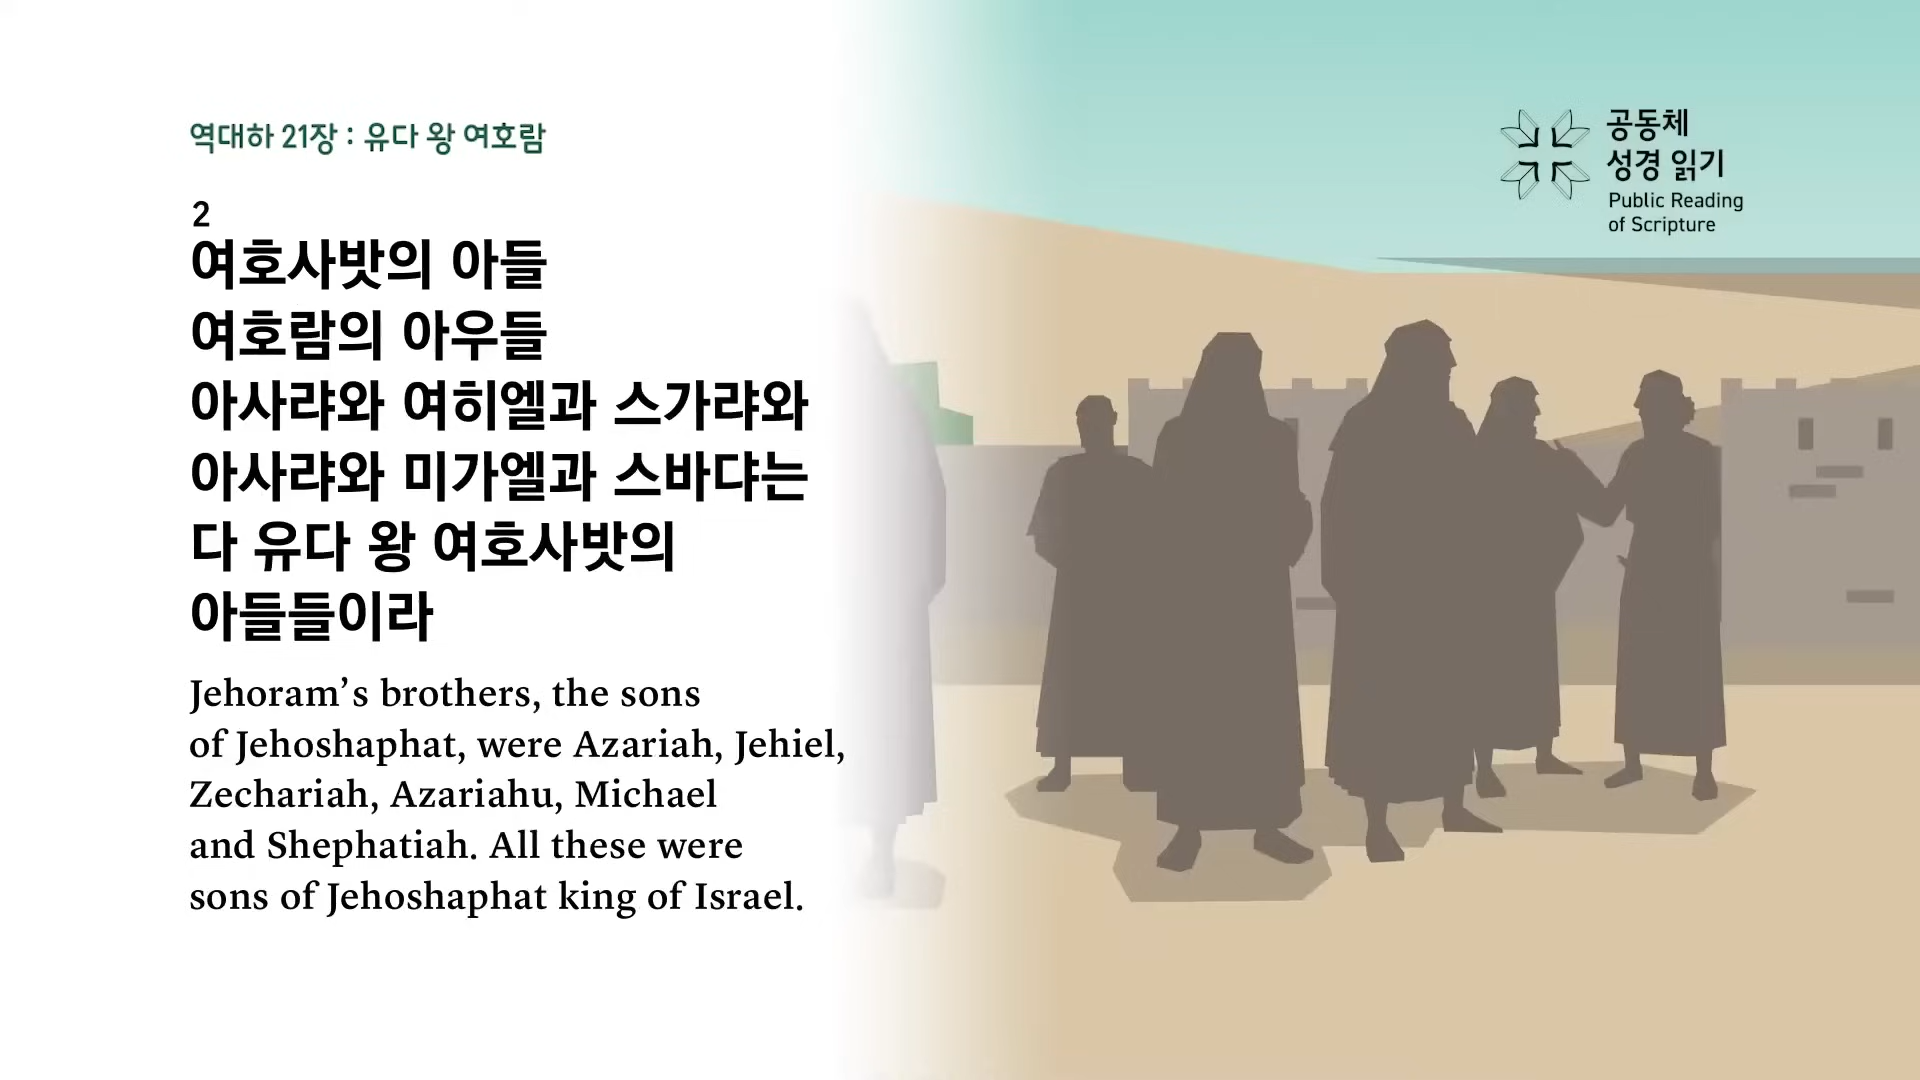 역대하 21장 : 유다 왕 여호람
2
여호사밧의 아들
여호람의 아우들
아사랴와 여히엘과 스가랴와
아사랴와 미가엘과 스바댜는
다 유다 왕 여호사밧의
아들들이라
Jehoram’s brothers, the sons
of Jehoshaphat, were Azariah, Jehiel,
Zechariah, Azariahu, Michael
and Shephatiah. All these were
sons of Jehoshaphat king of Israel.
공동체
성경 읽기
Public Reading
of Scripture